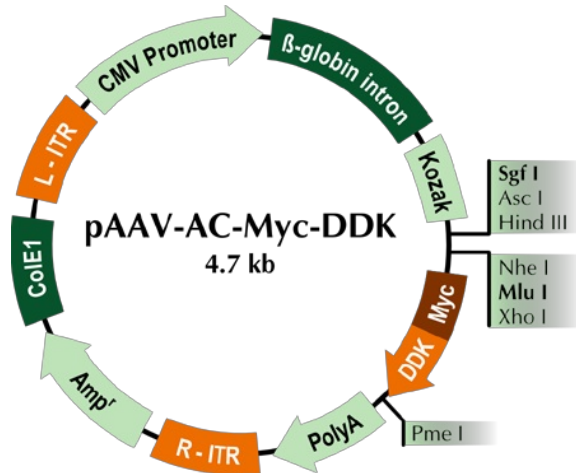 CMV Promoter
ß-globin intron
Kozak
L - ITR
pAAV-AC-Myc-DDK
4.7 kb
Sgf I
Asc I
Hind III
Nhe I
Mlu I
Xho I
ColE1
Myc
DDK
Ampʳ
PolyA
Pme I
R - ITR